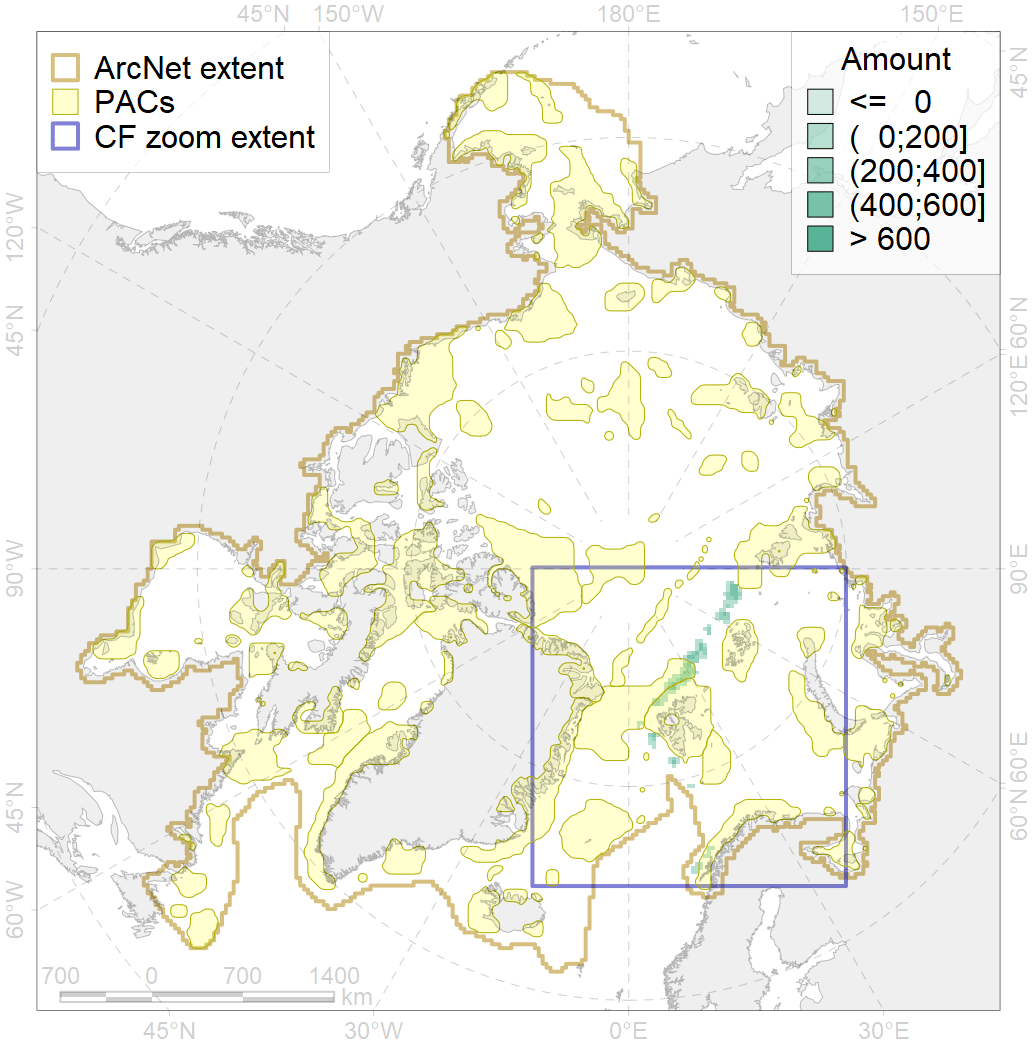 45°N 150°W 180°E 150°E
ArcNet extent
PACs
CF zoom extent
Amount
<= 0
( 0;200]
(200;400]
(400;600]
> 600
45°N
120°W
60°N
45°N
120°E
90°W
90°E
45°N
60°E
60°N
60°W
700 0 700 1400
km
45°W 30°W 0°E 30°E